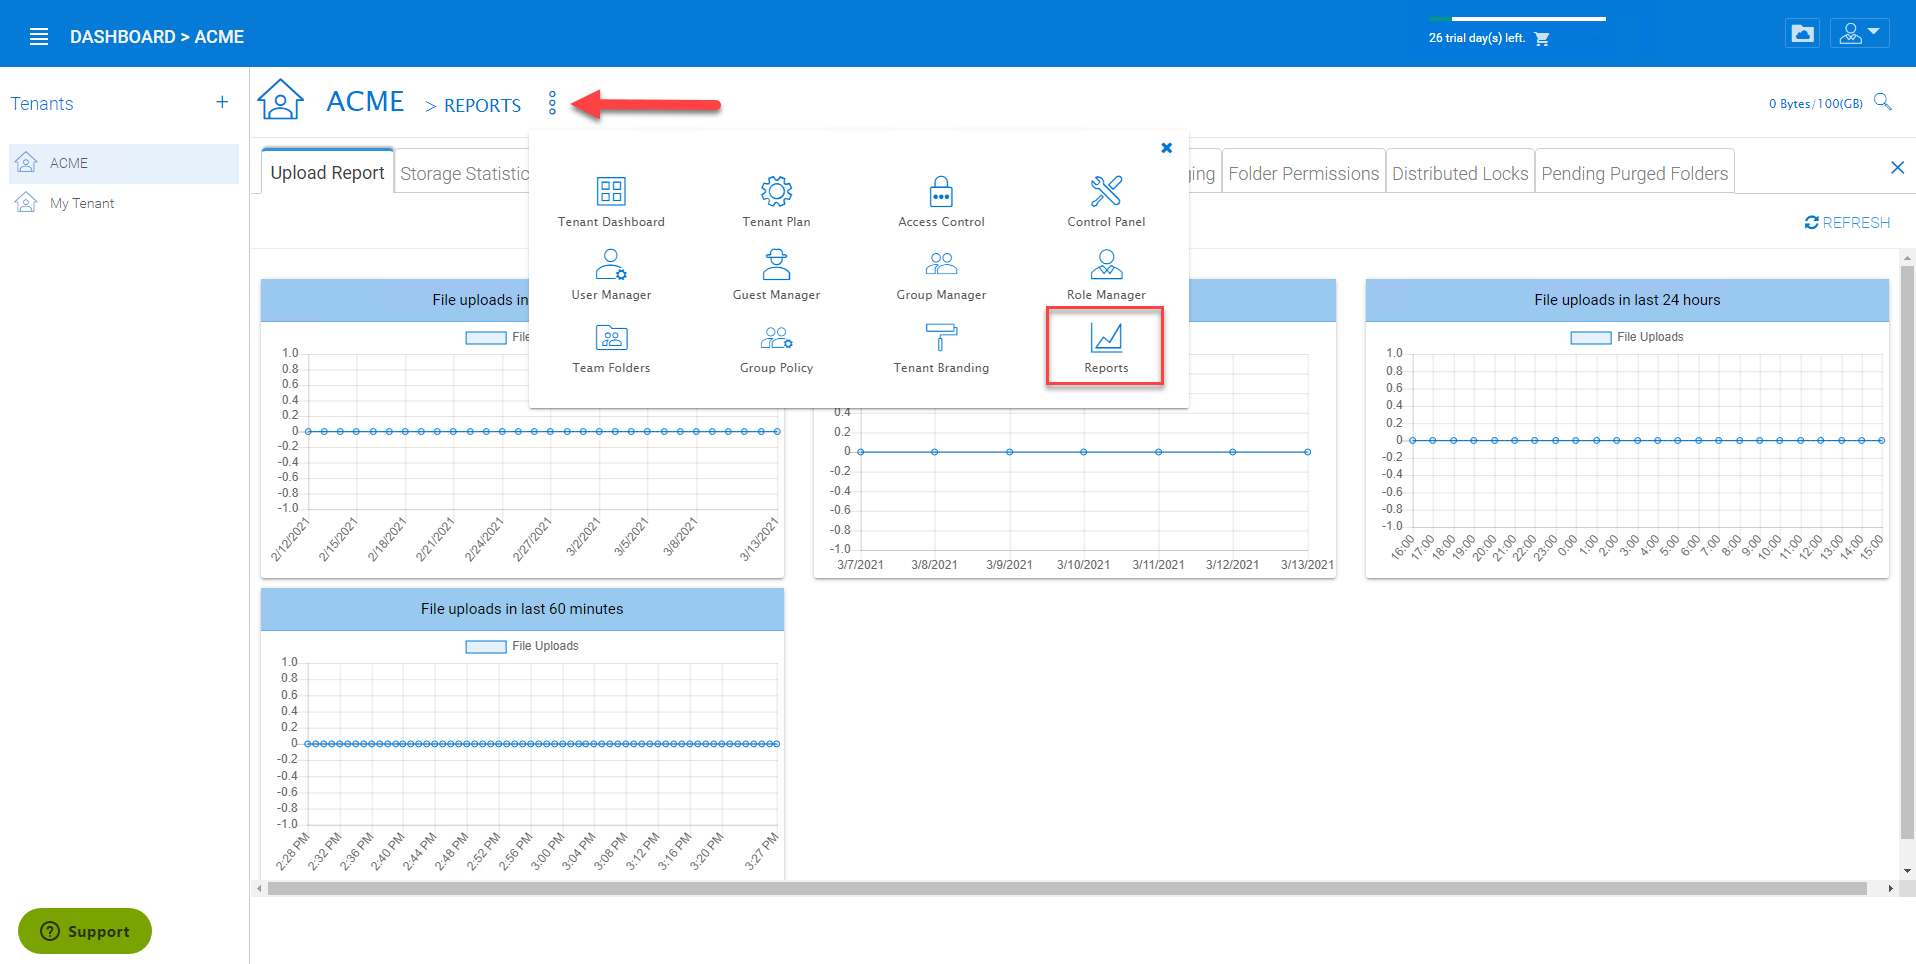 DASHBOARD > ACME
26 trial day(s) left.
Tenants
+
ACME
My Tenant
ACME > REPORTS
0 Bytes/100(GB)
Upload Report
Storage Statistic
ging
Folder Permissions
Distributed Locks
Pending Purged Folders
REFRESH
Tenant Dashboard
Tenant Plan
Access Control
Control Panel
User Manager
Guest Manager
Group Manager
Role Manager
Team Folders
Group Policy
Tenant Branding
Reports
File uploads in
File
1.0
0.8
0.6
0.4
0.2
0
-0.2
-0.4
-0.6
-0.8
-1.0
2/12/2021
2/15/2021
2/18/2021
2/21/2021
2/24/2021
2/27/2021
3/2/2021
3/5/2021
3/8/2021
3/13/2021
0.4
0.2
0
-0.2
-0.4
-0.6
-0.8
-1.0
3/7/2021
3/8/2021
3/9/2021
3/10/2021
3/11/2021
3/12/2021
3/13/2021
File uploads in last 24 hours
File Uploads
1.0
0.8
0.6
0.4
0.2
0
-0.2
-0.4
-0.6
-0.8
-1.0
16:00
17:00
18:00
19:00
20:00
21:00
22:00
23:00
0:00
1:00
2:00
3:00
4:00
5:00
6:00
7:00
8:00
9:00
10:00
11:00
12:00
13:00
14:00
15:00
File uploads in last 60 minutes
File Uploads
1.0
0.8
0.6
0.4
0.2
0
-0.2
-0.4
-0.6
-0.8
-1.0
2:28 PM
2:32 PM
2:36 PM
2:40 PM
2:44 PM
2:48 PM
2:52 PM
2:56 PM
3:00 PM
3:04 PM
3:08 PM
3:12 PM
3:16 PM
3:20 PM
3:27 PM
Support